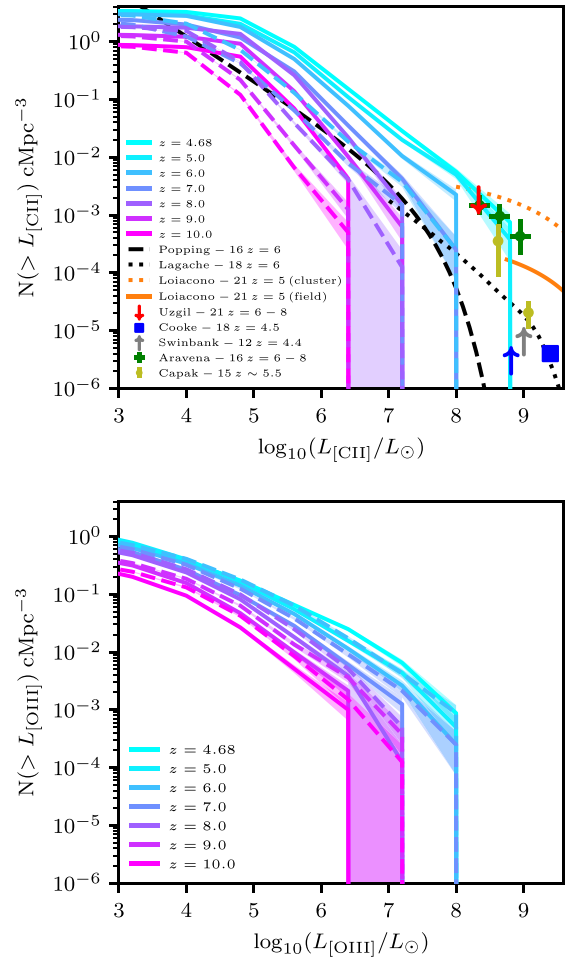 10⁰
10⁻¹
10⁻²
10⁻³
10⁻⁴
10⁻⁵
10⁻⁶
N(> L[CII]) cMpc⁻³
z = 4.68
z = 5.0
z = 6.0
z = 7.0
z = 8.0
z = 9.0
z = 10.0
Popping − 16 z = 6
Lagache − 18 z = 6
Loiacono − 21 z = 5 (cluster)
Loiacono − 21 z = 5 (field)
Uzgil − 21 z = 6 − 8
Cooke − 18 z = 4.5
Swinbank − 12 z = 4.4
Aravena − 16 z = 6 − 8
Capak − 15 z ∼ 5.5
3 4 5 6 7 8 9
log₁₀(L[CII]/L⊙)
10⁰
10⁻¹
10⁻²
10⁻³
10⁻⁴
10⁻⁵
10⁻⁶
N(> L[OIII]) cMpc⁻³
z = 4.68
z = 5.0
z = 6.0
z = 7.0
z = 8.0
z = 9.0
z = 10.0
3 4 5 6 7 8 9
log₁₀(L[OIII]/L⊙)